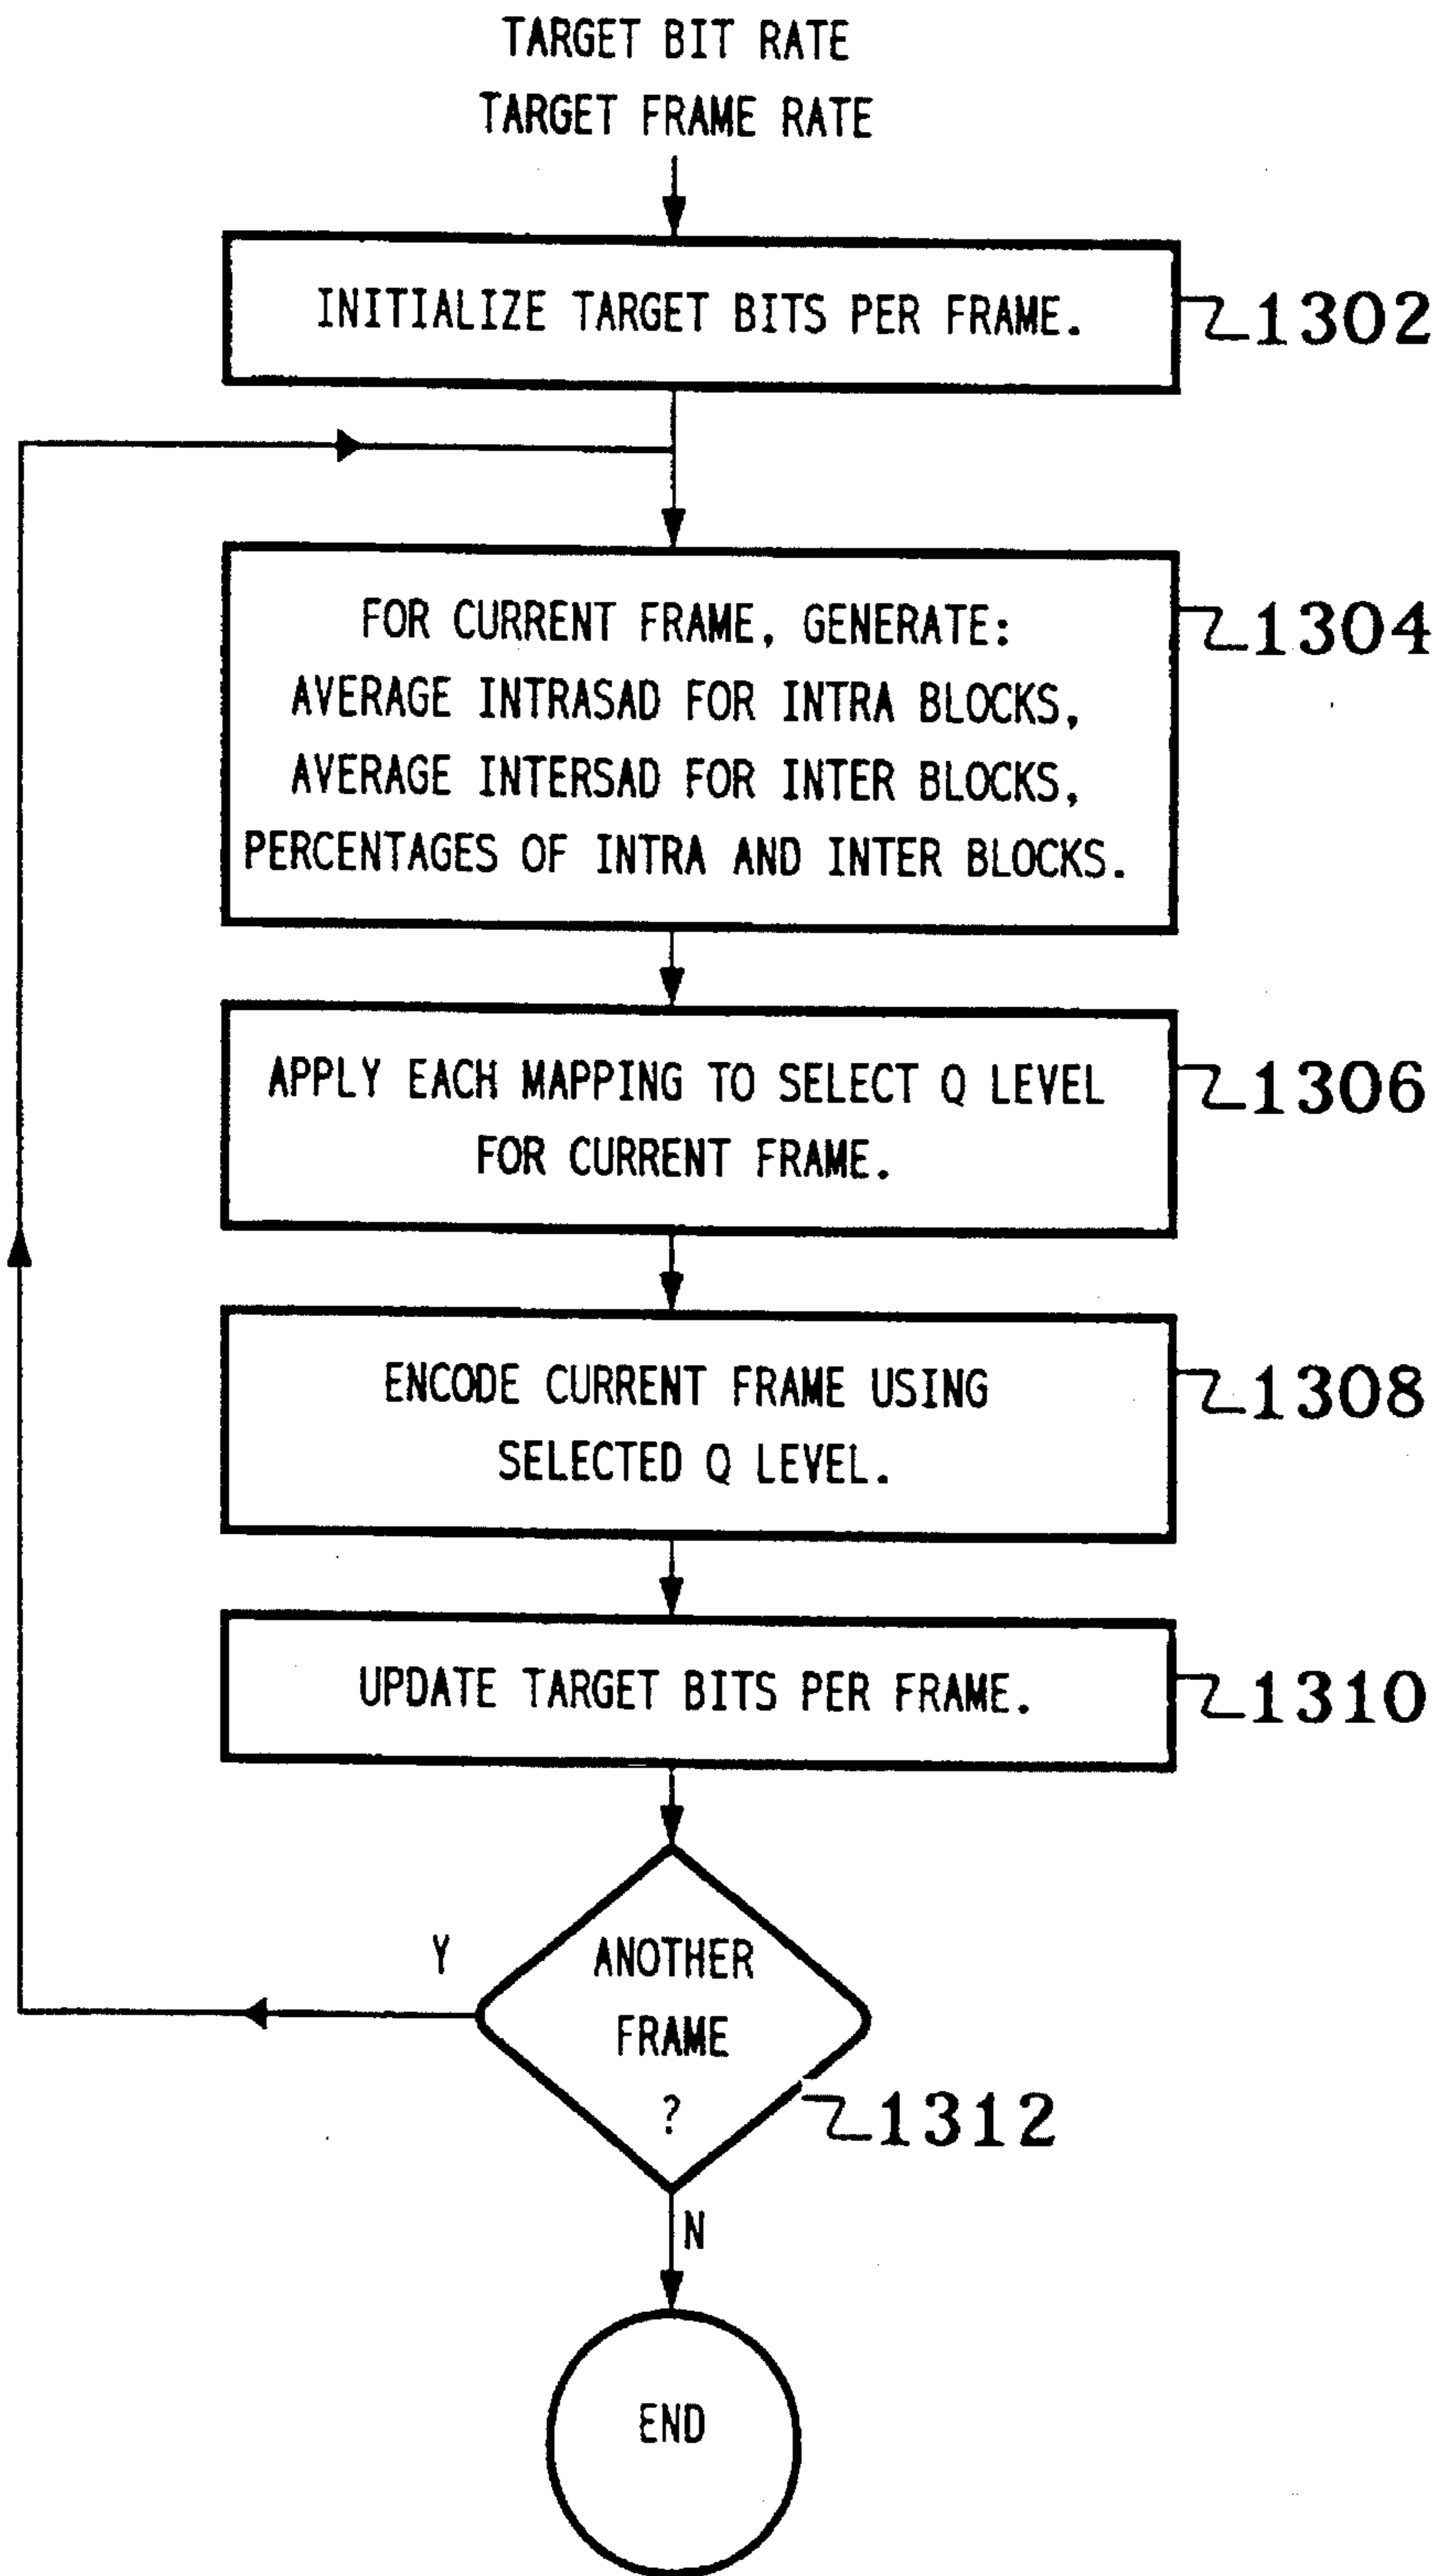 TARGET BIT RATE
TARGET FRAME RATE
INITIALIZE TARGET BITS PER FRAME.
1302
FOR CURRENT FRAME, GENERATE:
AVERAGE INTRASAD FOR INTRA BLOCKS,
AVERAGE INTERSAD FOR INTER BLOCKS,
PERCENTAGES OF INTRA AND INTER BLOCKS.
1304
APPLY EACH MAPPING TO SELECT Q LEVEL
FOR CURRENT FRAME.
1306
ENCODE CURRENT FRAME USING
SELECTED Q LEVEL.
1308
UPDATE TARGET BITS PER FRAME.
1310
Y
ANOTHER
FRAME
?
1312
N
END